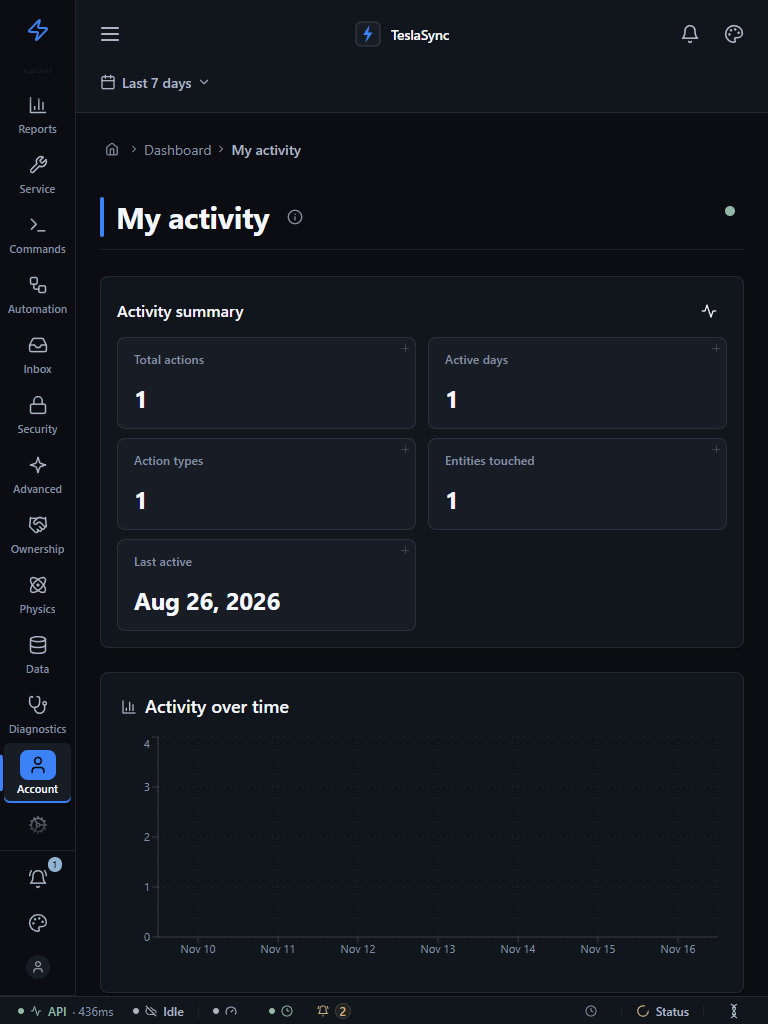 TeslaSync
Last 7 days
Reports
Service
Commands
Automation
Inbox
Security
Advanced
Ownership
Physics
Data
Diagnostics
Account
1
Dashboard
My activity
My activity
Activity summary
Total actions
1
Active days
1
Action types
1
Entities touched
1
Last active
Aug 26, 2026
Activity over time
4
3
2
1
0
Nov 10
Nov 11
Nov 12
Nov 13
Nov 14
Nov 15
Nov 16
API · 436ms
Idle
2
Status